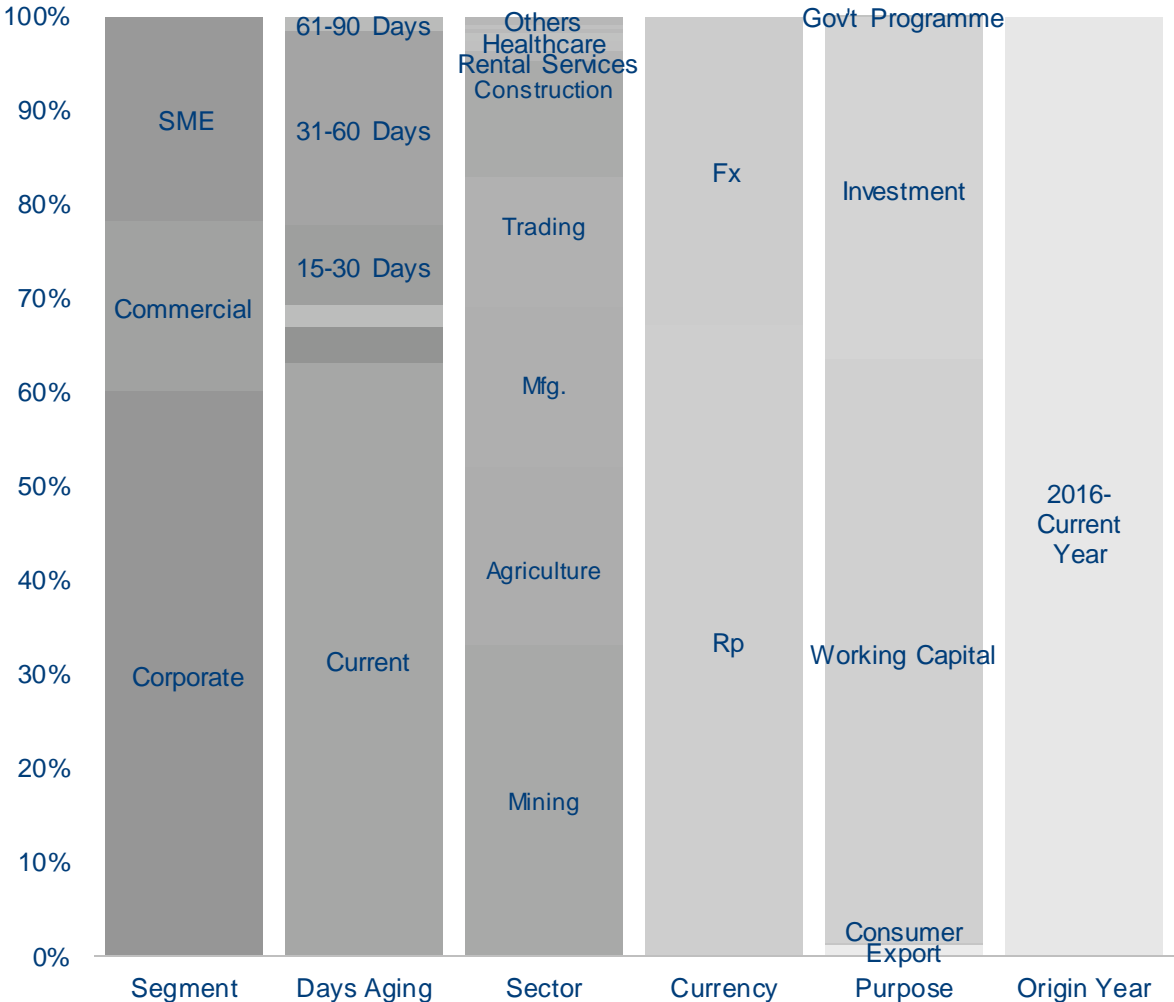 100%
90%
80%
70%
60%
50%
40%
30%
20%
10%
0%
SME
Commercial
Corporate
61-90 Days
31-60 Days
15-30 Days
Current
Others
Healthcare
Rental Services
Construction
Trading
Mfg.
Agriculture
Mining
Fx
Rp
Gov't Programme
Investment
Working Capital
Consumer
Export
2016-
Current
Year
Segment
Days Aging
Sector
Currency
Purpose
Origin Year